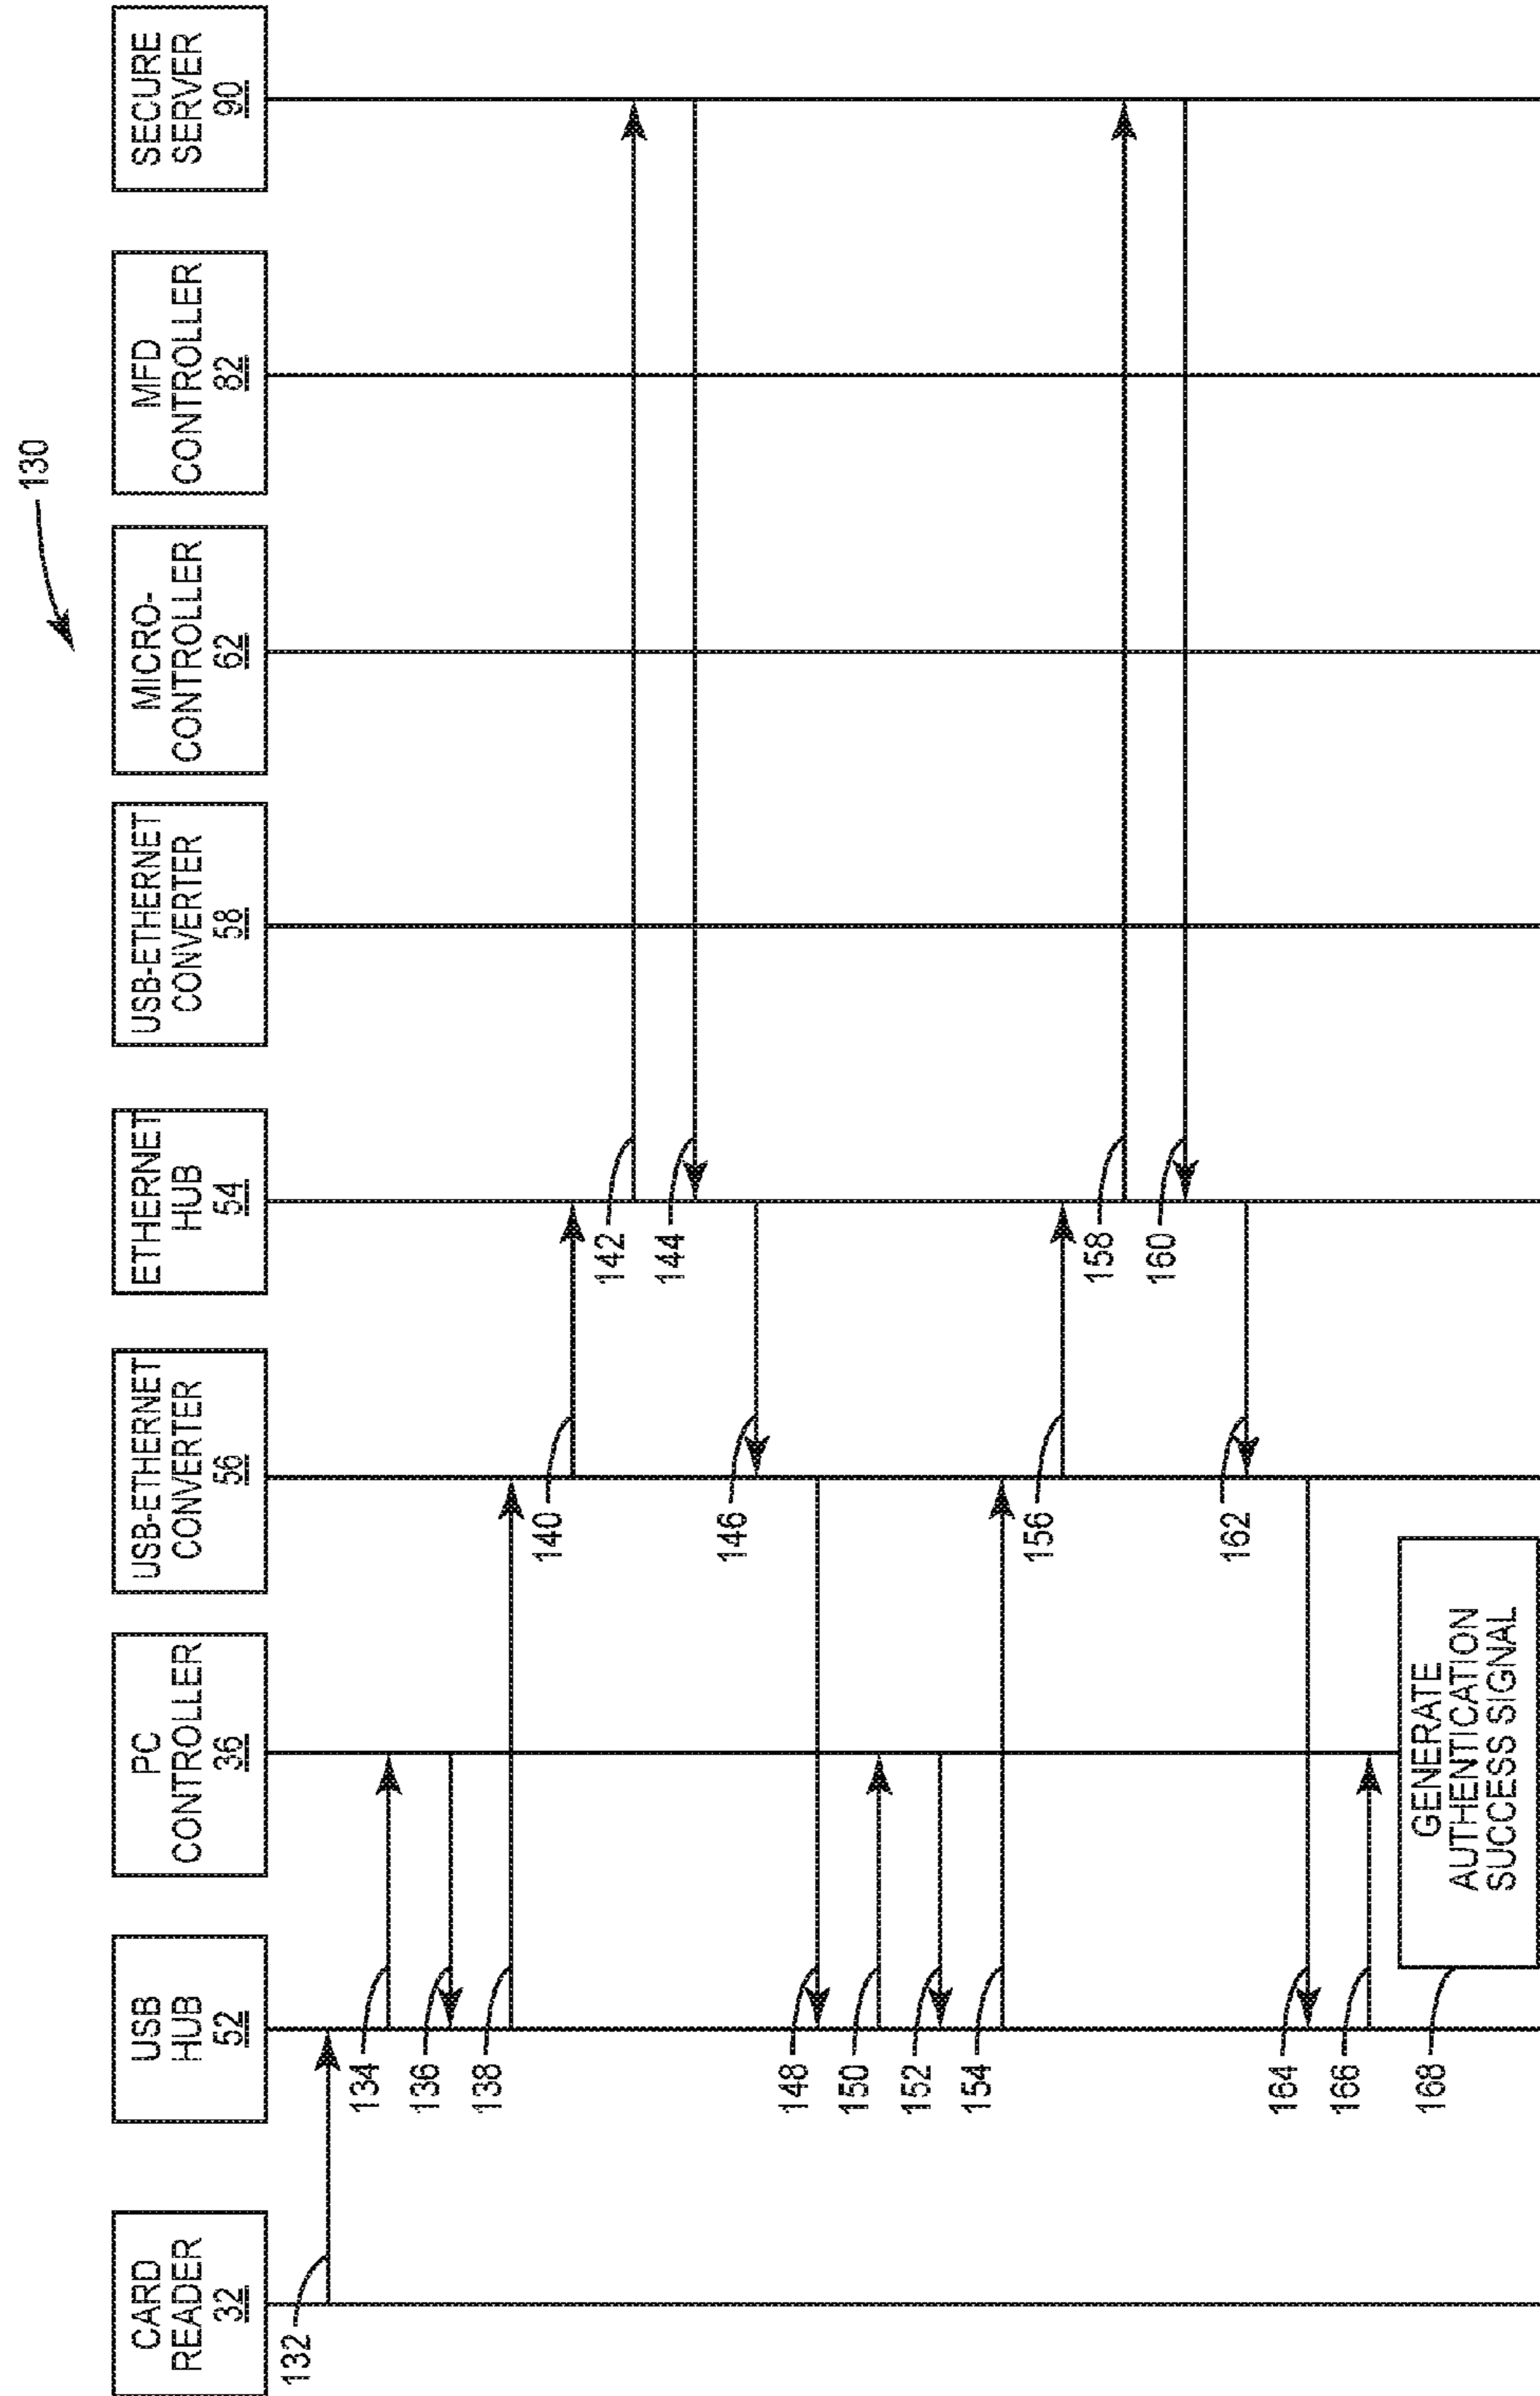 130
CARD
READER
32
USB
HUB
52
PC
CONTROLLER
36
USB-ETHERNET
CONVERTER
56
ETHERNET
HUB
54
USB-ETHERNET
CONVERTER
58
MICRO-
CONTROLLER
62
MFD
CONTROLLER
82
SECURE
SERVER
90
132
134
136
138
140
142
144
146
148
150
152
154
156
158
160
162
164
166
168
GENERATE
AUTHENTICATION
SUCCESS SIGNAL